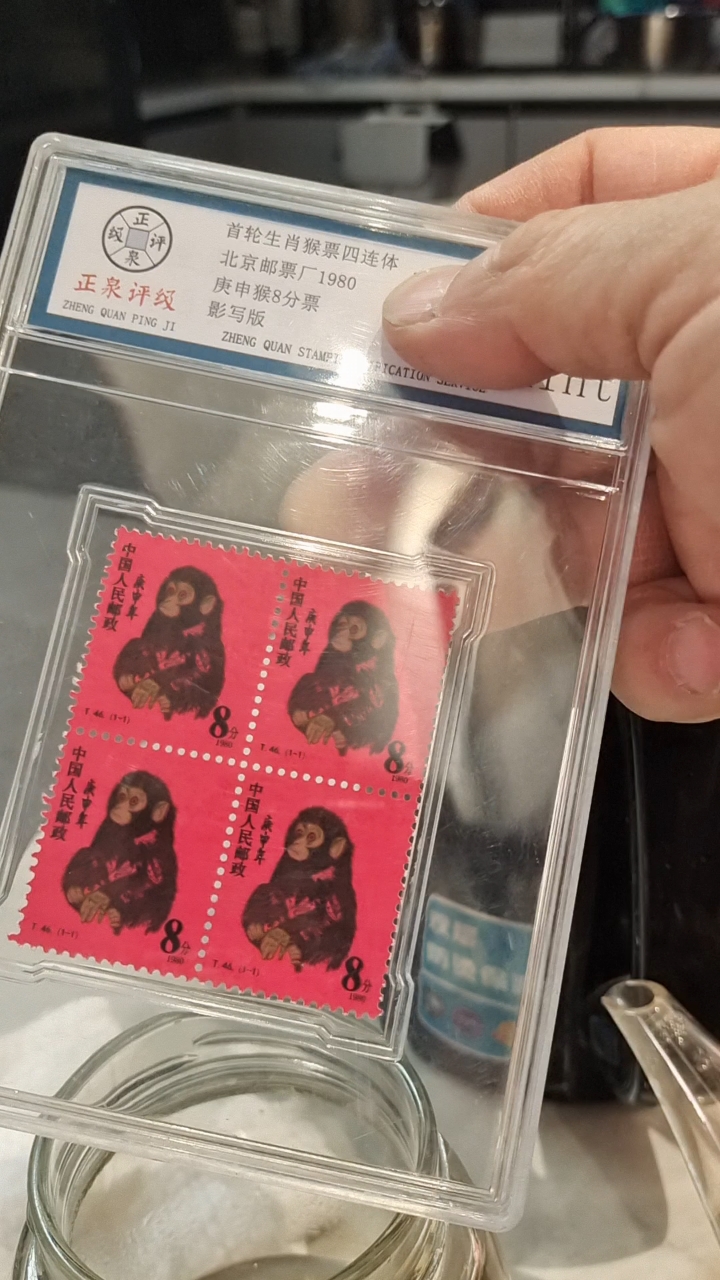 正
评
泉
级
正泉评级
ZHENG QUAN PING JI
首轮生肖猴票四连体
北京邮票厂1980
庚申猴8分票
影写版
ZHENG QUAN STAMP
RICATION SERVICE
中国人民邮政
庚申年
T.46.(1-1)
8分
1980
中国人民邮政
庚申年
T.46.(1-1)
8分
1980
中国人民邮政
庚申年
T.46.(1-1)
8分
1980
中国人民邮政
庚申年
T.46.(1-1)
8分
1980